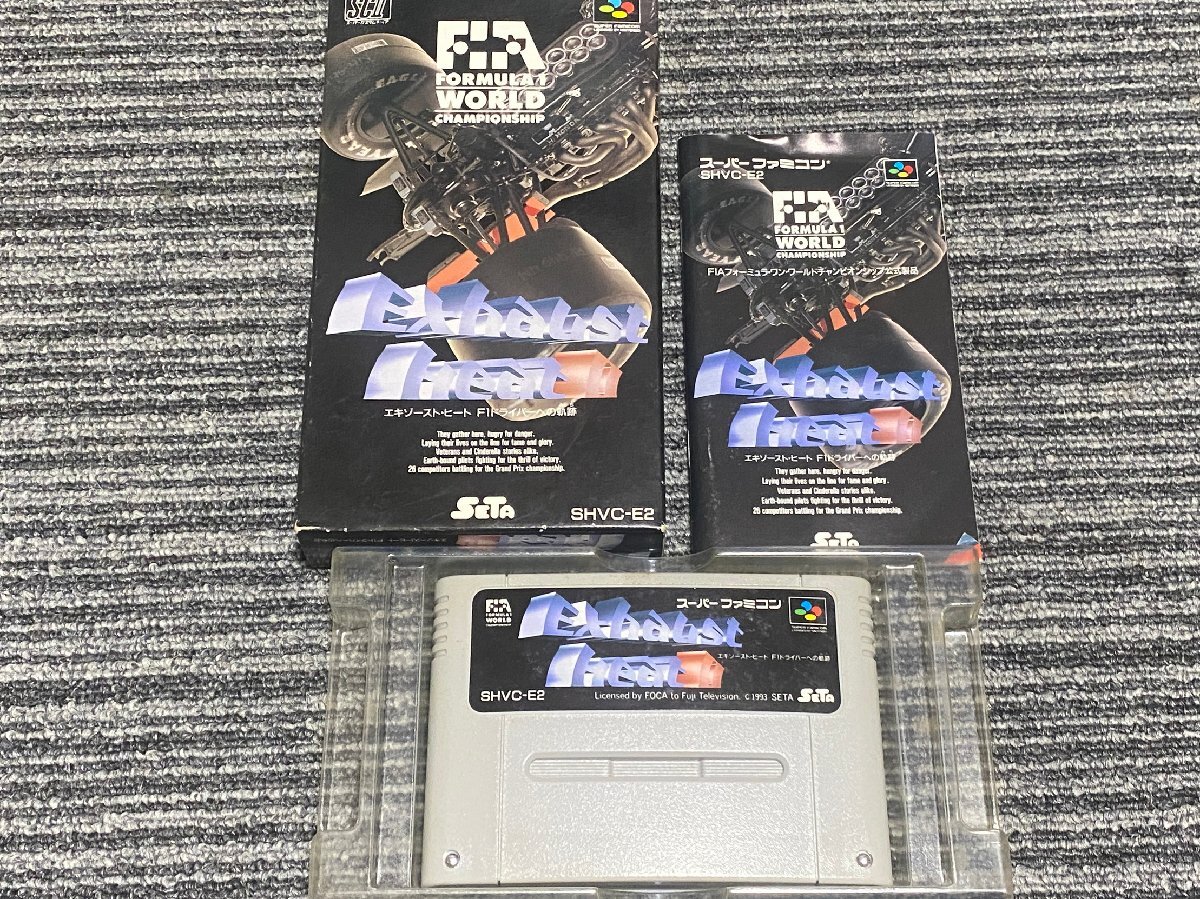 FIA
FORMULA 1
WORLD
CHAMPIONSHIP
Exhaust
heat II
エキゾースト・ヒート F1ドライバーへの軌跡
They gather here, hungry for danger.
Laying their lives on the line for fame and glory.
Veterans and Cinderella stories alike.
Earth-bound pilots fighting for the thrill of victory.
26 competitors battling for the Grand Prix championship.
SETA
SHVC-E2
スーパーファミコン
SHVC-E2
FIA
FORMULA 1
WORLD
CHAMPIONSHIP
FIAフォーミュラ・ワン・ワールドチャンピオンシップ公式製品
Exhaust
heat II
エキゾースト・ヒート F1ドライバーへの軌跡
They gather here, hungry for danger.
Laying their lives on the line for fame and glory.
Veterans and Cinderella stories alike.
Earth-bound pilots fighting for the thrill of victory.
26 competitors battling for the Grand Prix championship.
SETA
FIA
FORMULA 1
WORLD
CHAMPIONSHIP
スーパーファミコン
Exhaust
heat II
エキゾースト・ヒート F1ドライバーへの軌跡
SHVC-E2
Licensed by FOCA to Fuji Television. ©1993 SETA
SETA